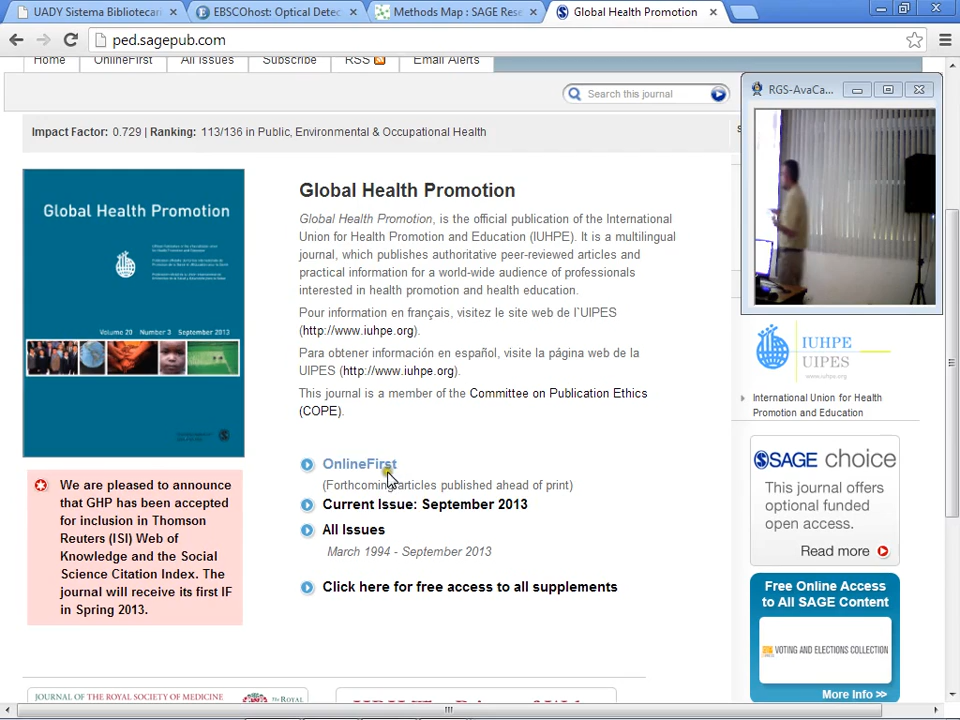 UADY Sistema Bibliotecari
EBSCOhost: Optical Detec
Methods Map : SAGE Rese
Global Health Promotion
ped.sagepub.com
Home
OnlineFirst
All Issues
Subscribe
RSS
Email Alerts
Search this journal
RGS-AvaCa...
Impact Factor: 0.729 | Ranking: 113/136 in Public, Environmental & Occupational Health
Global Health Promotion
Volume 20 Number 3 September 2013
Global Health Promotion
Global Health Promotion, is the official publication of the International
Union for Health Promotion and Education (IUHPE). It is a multilingual
journal, which publishes authoritative peer-reviewed articles and
practical information for a world-wide audience of professionals
interested in health promotion and health education.
Pour information en français, visitez le site web de l`UIPES
(http://www.iuhpe.org).
Para obtener información en español, visite la página web de la
UIPES (http://www.iuhpe.org).
This journal is a member of the Committee on Publication Ethics
(COPE).
OnlineFirst
(Forthcoming articles published ahead of print)
Current Issue: September 2013
All Issues
March 1994 - September 2013
Click here for free access to all supplements
We are pleased to announce
that GHP has been accepted
for inclusion in Thomson
Reuters (ISI) Web of
Knowledge and the Social
Science Citation Index. The
journal will receive its first IF
in Spring 2013.
IUHPE
UIPES
www.iuhpe.org
International Union for Health
Promotion and Education
SAGE choice
This journal offers
optional funded
open access.
Read more
Free Online Access
to All SAGE Content
VOTING AND ELECTIONS COLLECTION
More Info >>
JOURNAL OF THE ROYAL SOCIETY OF MEDICINE
The ROYAL